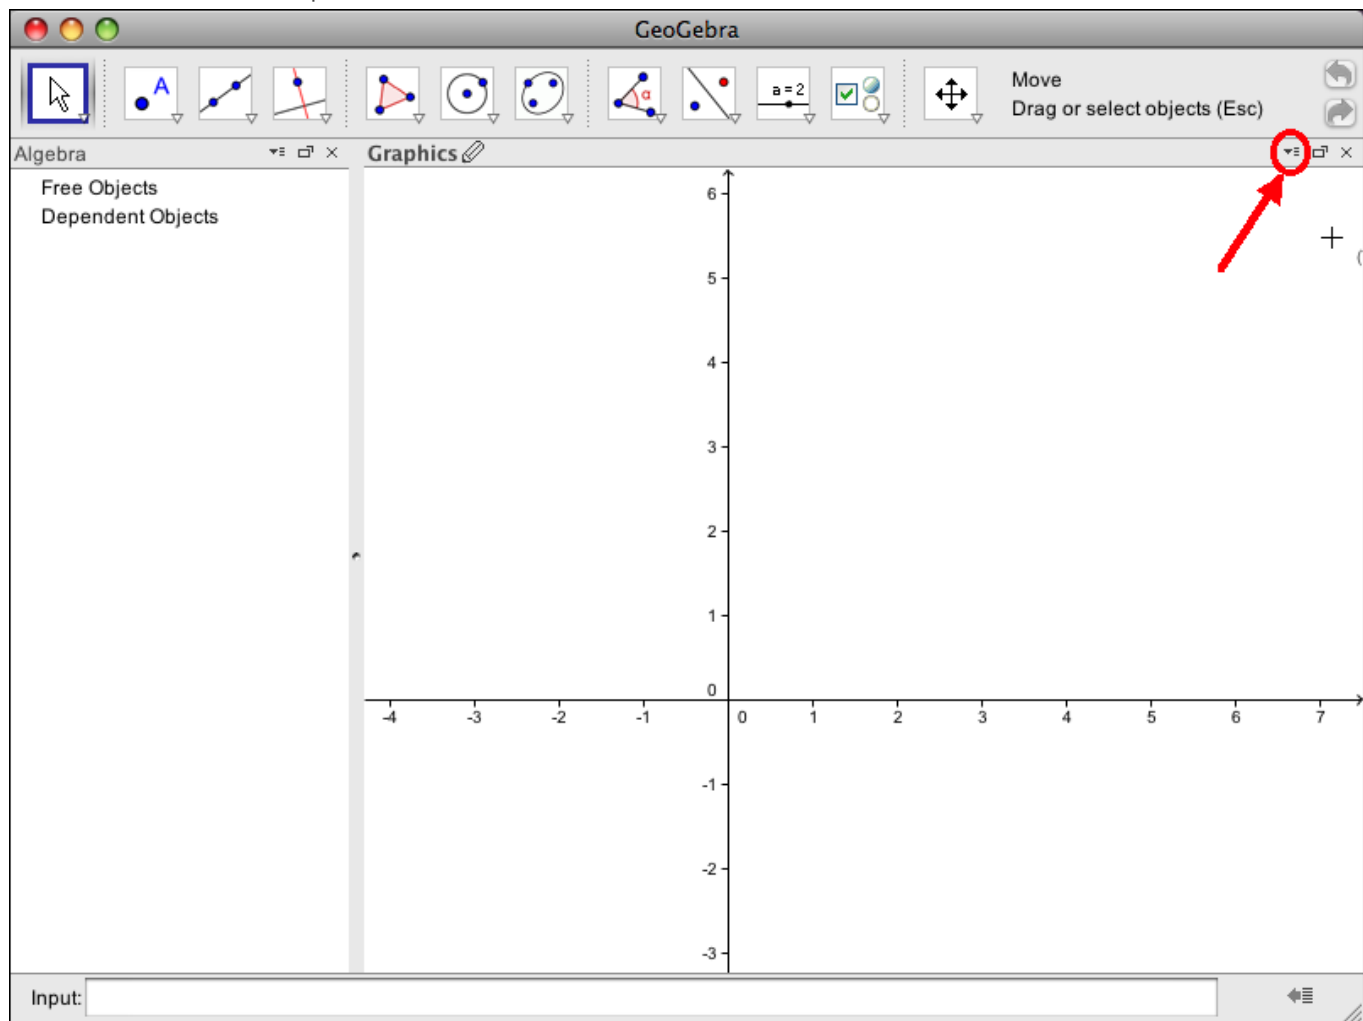 GeoGebra
A
α
a = 2
Move
Drag or select objects (Esc)
Algebra
Graphics
Free Objects
Dependent Objects
6
5
4
3
2
1
0
-4 -3 -2 -1 0 1 2 3 4 5 6 7
-1
-2
-3
(
Input: